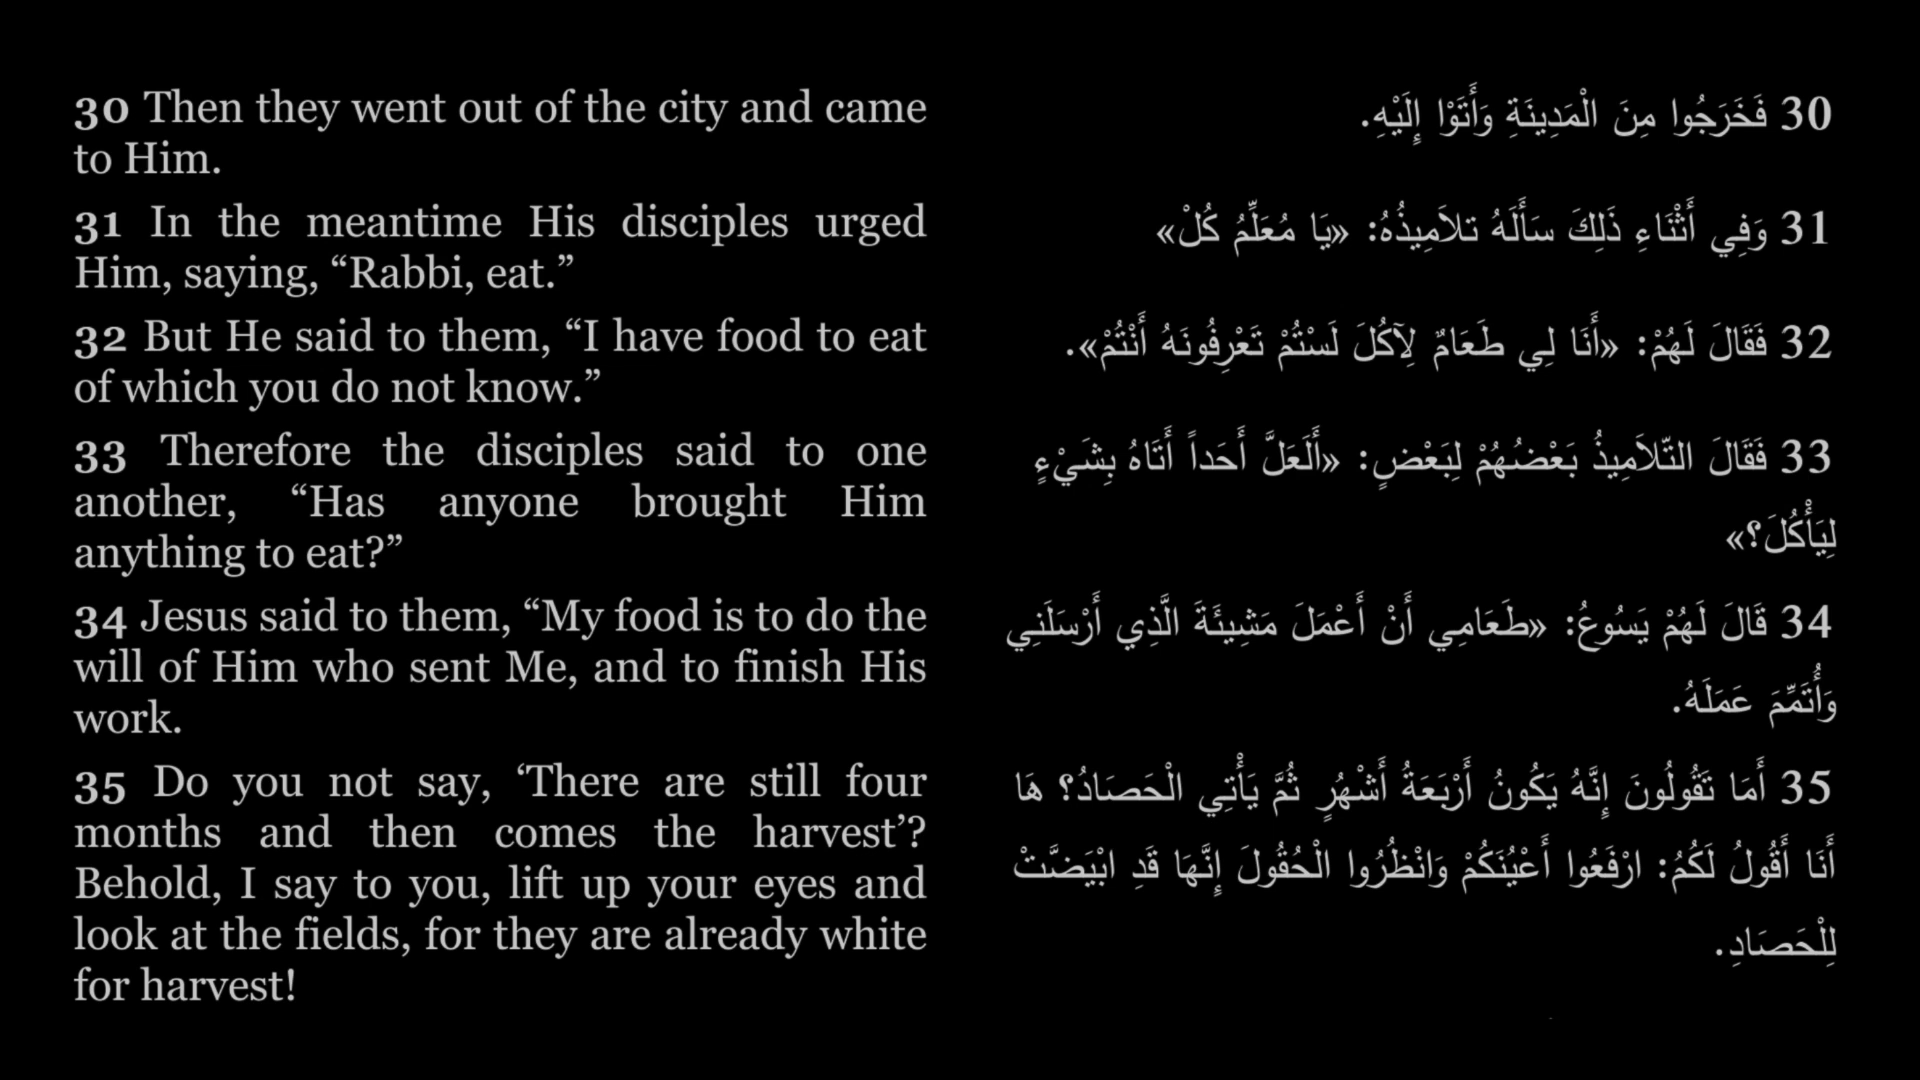 30 Then they went out of the city and came
to Him.
31 In the meantime His disciples urged
Him, saying, “Rabbi, eat.”
32 But He said to them, “I have food to eat
of which you do not know.”
33 Therefore the disciples said to one
another, “Has anyone brought Him
anything to eat?”
34 Jesus said to them, “My food is to do the
will of Him who sent Me, and to finish His
work.
35 Do you not say, ‘There are still four
months and then comes the harvest’?
Behold, I say to you, lift up your eyes and
look at the fields, for they are already white
for harvest!
30 فَخَرَجُوا مِنَ الْمَدِينَةِ وَأَتَوْا إِلَيْهِ.
31 وَفِي أَثْنَاءِ ذَلِكَ سَأَلَهُ تلاَمِيذُهُ: «يَا مُعَلِّمُ كُلْ»
32 فَقَالَ لَهُمْ: «أَنَا لِي طَعَامٌ لِآكُلَ لَسْتُمْ تَعْرِفُونَهُ أَنْتُمْ».
33 فَقَالَ التّلاَمِيذُ بَعْضُهُمْ لِبَعْضٍ: «أَلَعَلَّ أَحَداً أَتَاهُ بِشَيْءٍ
لِيَأْكُلَ؟»
34 قَالَ لَهُمْ يَسُوعُ: «طَعَامِي أَنْ أَعْمَلَ مَشِيئَةَ الَّذِي أَرْسَلَنِي
وَأُتَمِّمَ عَمَلَهُ.
35 أَمَا تَقُولُونَ إِنَّهُ يَكُونُ أَرْبَعَةُ أَشْهُرٍ ثُمَّ يَأْتِي الْحَصَادُ؟ هَا
أَنَا أَقُولُ لَكُمُ: ارْفَعُوا أَعْيُنَكُمْ وَانْظُرُوا الْحُقُولَ إِنَّهَا قَدِ ابْيَضَّتْ
لِلْحَصَادِ.